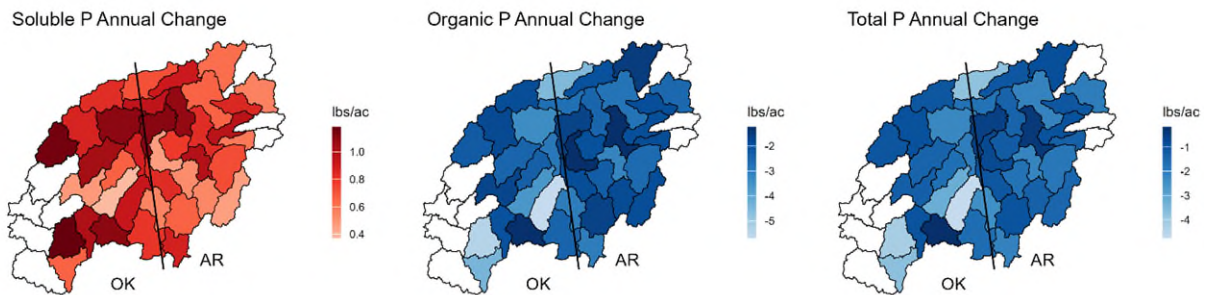 Soluble P Annual Change
lbs/ac
1.0
0.8
0.6
0.4
OK
AR
Organic P Annual Change
lbs/ac
-2
-3
-4
-5
OK
AR
Total P Annual Change
lbs/ac
-1
-2
-3
-4
OK
AR